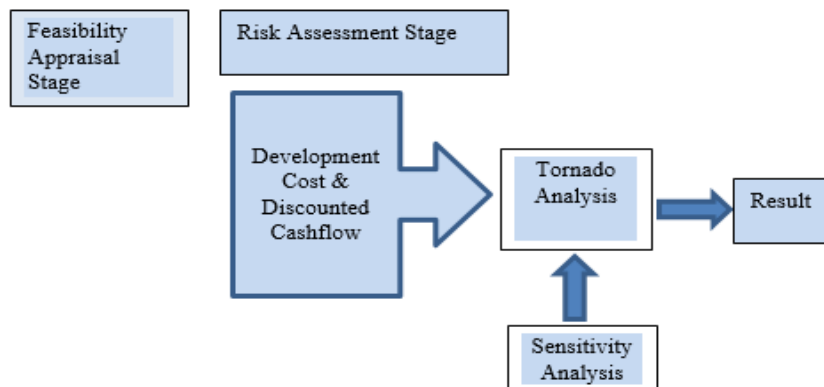 Feasibility
Appraisal
Stage
Risk Assessment Stage
Development
Cost &
Discounted
Cashflow
Tornado
Analysis
Result
Sensitivity
Analysis